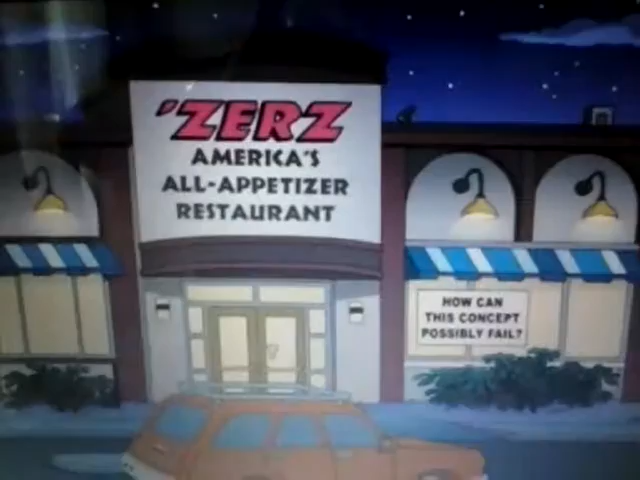 'ZERZ
AMERICA'S
ALL-APPETIZER
RESTAURANT
HOW CAN
THIS CONCEPT
POSSIBLY FAIL?